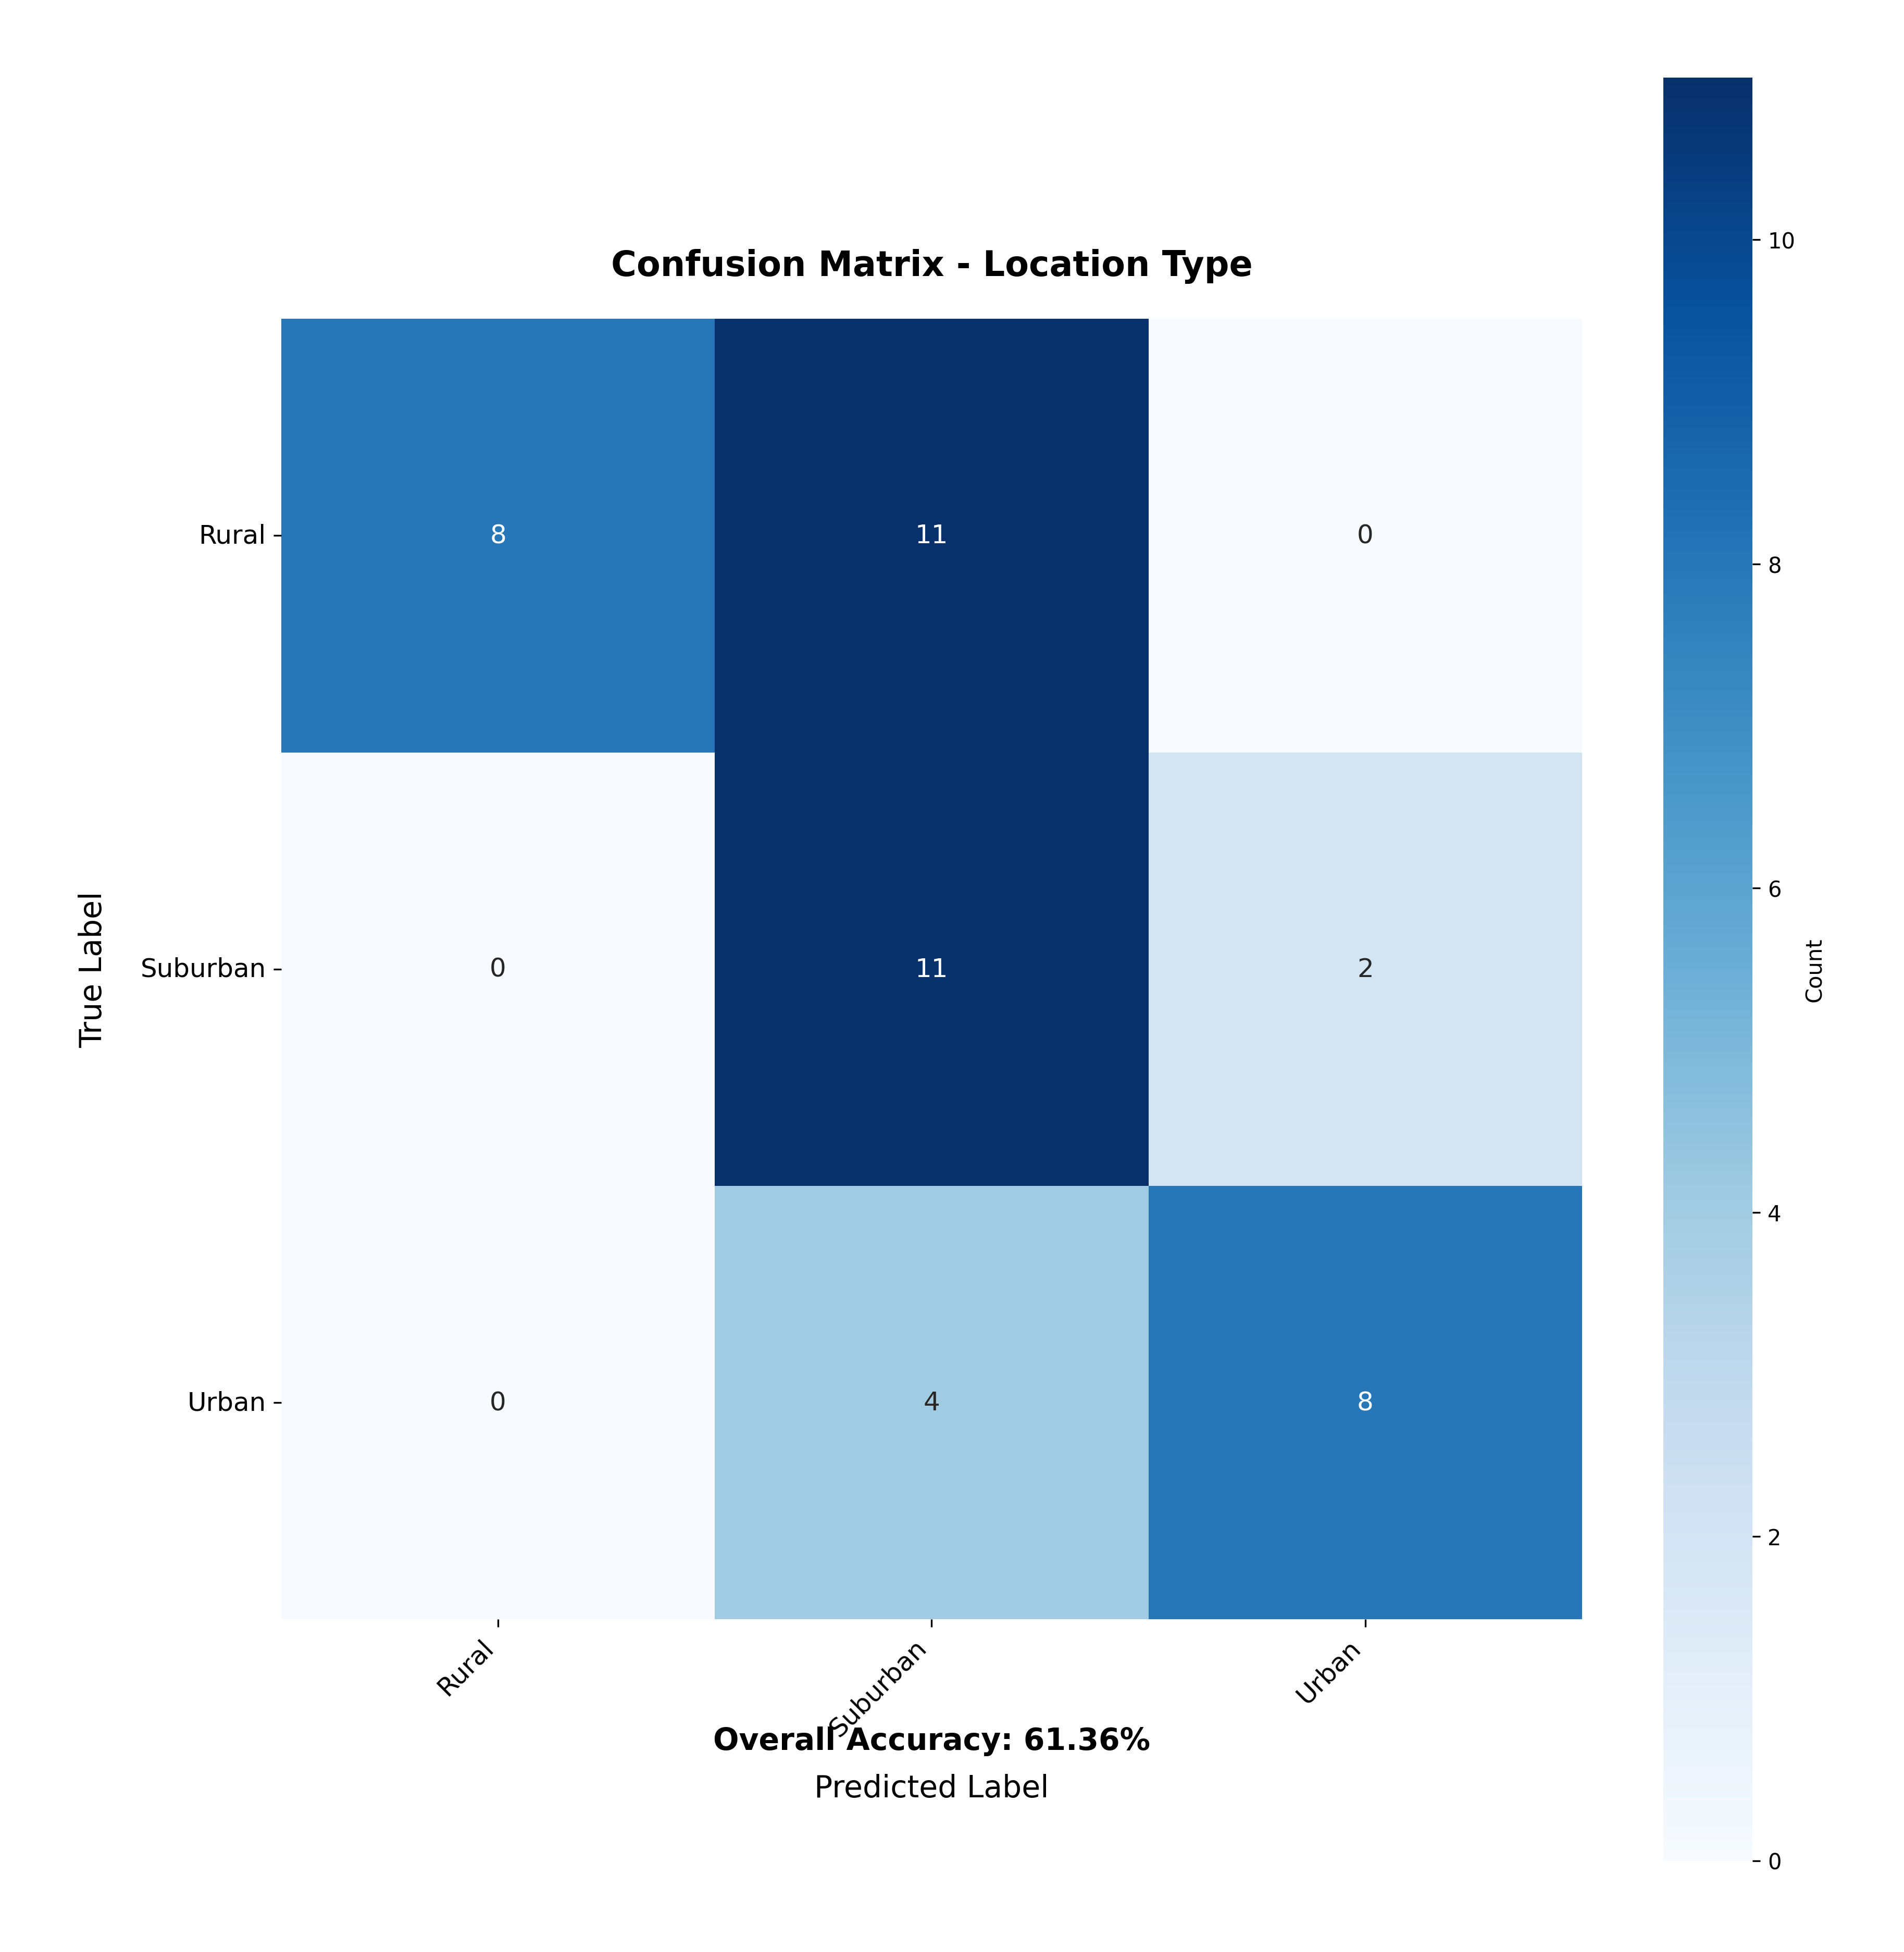 Confusion Matrix - Location Type
10
8
6
4
2
0
Count
True Label
Rural
8
11
0
Suburban
0
11
2
Urban
0
4
8
Rural
Suburban
Urban
Overall Accuracy: 61.36%
Predicted Label